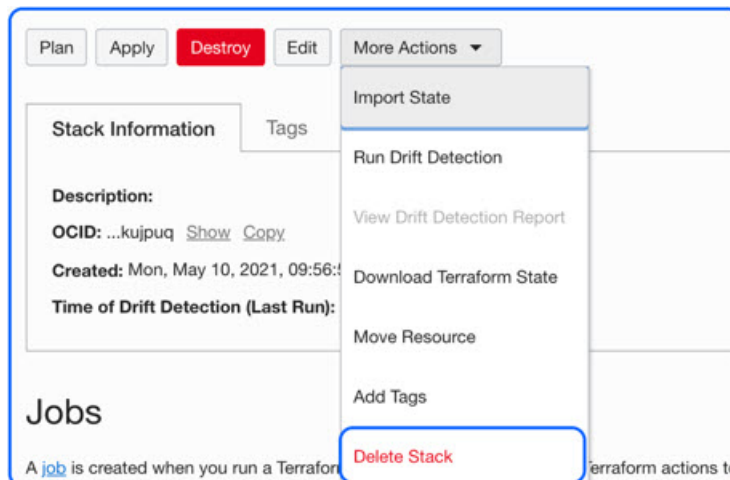 Plan Apply Destroy Edit More Actions
Import State
Stack Information Tags
Run Drift Detection
Description:
View Drift Detection Report
OCID: ...kujpuq Show Copy
Created: Mon, May 10, 2021, 09:56:
Download Terraform State
Time of Drift Detection (Last Run):
Move Resource
Add Tags
Jobs
Delete Stack
A job is created when you run a Terrafor erraform actions t